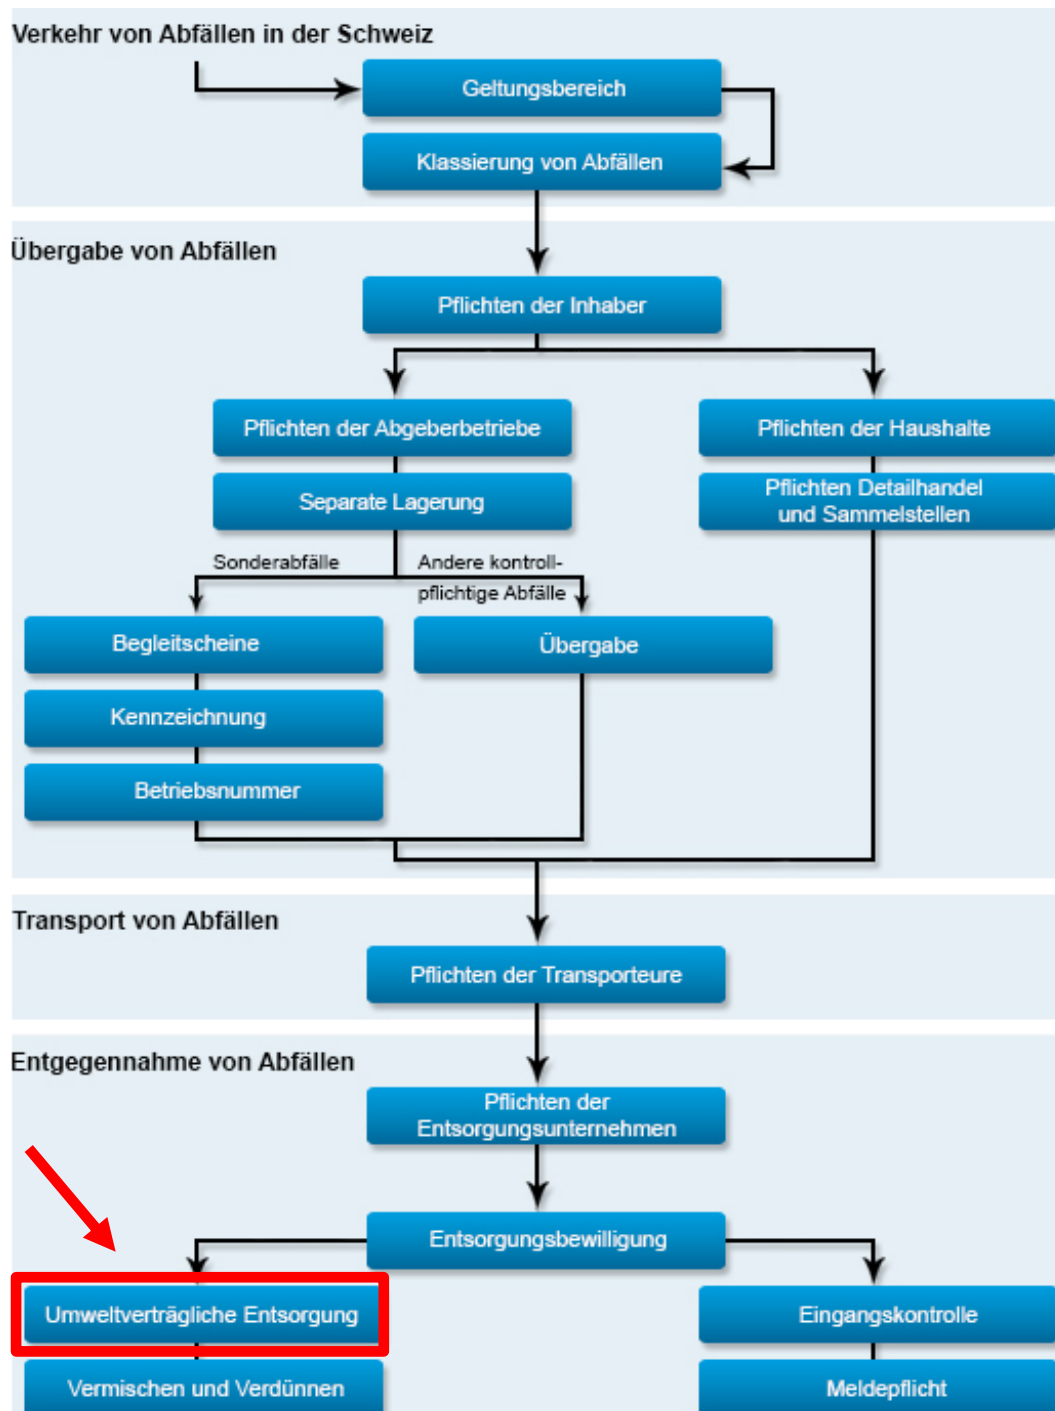 Verkehr von Abfällen in der Schweiz
Geltungsbereich
Klassierung von Abfällen
Übergabe von Abfällen
Pflichten der Inhaber
Pflichten der Abgeberbetriebe
Pflichten der Haushalte
Separate Lagerung
Pflichten Detailhandel
und Sammelstellen
Sonderabfälle
Andere kontroll-
pflichtige Abfälle
Begleitscheine
Übergabe
Kennzeichnung
Betriebsnummer
Transport von Abfällen
Pflichten der Transporteure
Entgegennahme von Abfällen
Pflichten der
Entsorgungsunternehmen
Entsorgungsbewilligung
Umweltverträgliche Entsorgung
Eingangskontrolle
Vermischen und Verdünnen
Meldepflicht